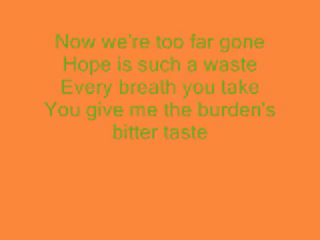 Now we're too far gone
Hope is such a waste
Every breath you take
You give me the burden's
bitter taste